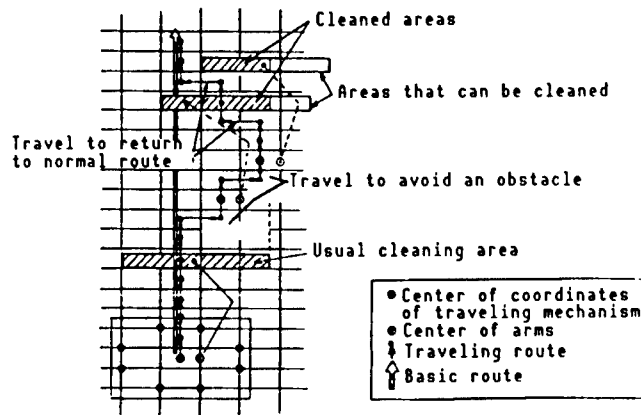 Cleaned areas
Areas that can be cleaned
Travel to return
to normal route
Travel to avoid an obstacle
Usual cleaning area
Center of coordinates
of traveling mechanism
Center of arms
Traveling route
Basic route